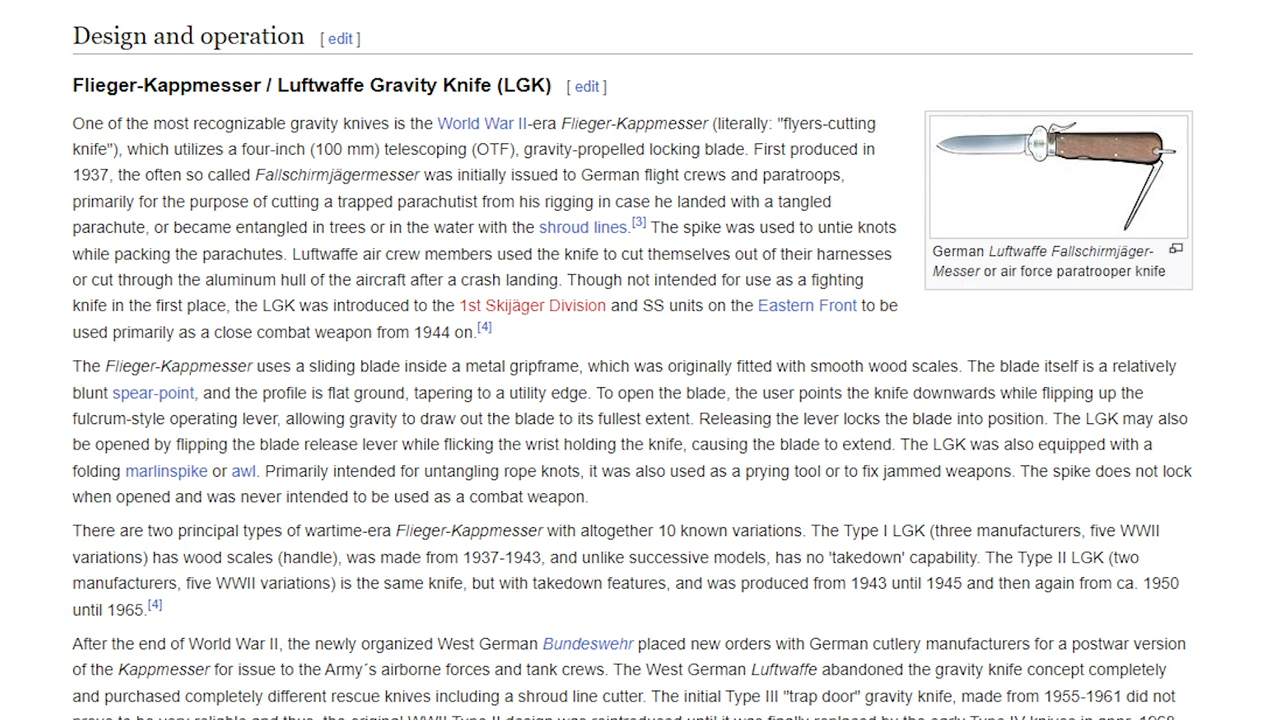 Design and operation [ edit ]
Flieger-Kappmesser / Luftwaffe Gravity Knife (LGK) [ edit ]
One of the most recognizable gravity knives is the World War II-era Flieger-Kappmesser (literally: "flyers-cutting
knife"), which utilizes a four-inch (100 mm) telescoping (OTF), gravity-propelled locking blade. First produced in
1937, the often so called Fallschirmjägermesser was initially issued to German flight crews and paratroops,
primarily for the purpose of cutting a trapped parachutist from his rigging in case he landed with a tangled
parachute, or became entangled in trees or in the water with the shroud lines.[3] The spike was used to untie knots
while packing the parachutes. Luftwaffe air crew members used the knife to cut themselves out of their harnesses
or cut through the aluminum hull of the aircraft after a crash landing. Though not intended for use as a fighting
knife in the first place, the LGK was introduced to the 1st Skijäger Division and SS units on the Eastern Front to be
used primarily as a close combat weapon from 1944 on.[4]
German Luftwaffe Fallschirmjäger-
Messer or air force paratrooper knife
The Flieger-Kappmesser uses a sliding blade inside a metal gripframe, which was originally fitted with smooth wood scales. The blade itself is a relatively
blunt spear-point, and the profile is flat ground, tapering to a utility edge. To open the blade, the user points the knife downwards while flipping up the
fulcrum-style operating lever, allowing gravity to draw out the blade to its fullest extent. Releasing the lever locks the blade into position. The LGK may also
be opened by flipping the blade release lever while flicking the wrist holding the knife, causing the blade to extend. The LGK was also equipped with a
folding marlinspike or awl. Primarily intended for untangling rope knots, it was also used as a prying tool or to fix jammed weapons. The spike does not lock
when opened and was never intended to be used as a combat weapon.
There are two principal types of wartime-era Flieger-Kappmesser with altogether 10 known variations. The Type I LGK (three manufacturers, five WWII
variations) has wood scales (handle), was made from 1937-1943, and unlike successive models, has no 'takedown' capability. The Type II LGK (two
manufacturers, five WWII variations) is the same knife, but with takedown features, and was produced from 1943 until 1945 and then again from ca. 1950
until 1965.[4]
After the end of World War II, the newly organized West German Bundeswehr placed new orders with German cutlery manufacturers for a postwar version
of the Kappmesser for issue to the Army´s airborne forces and tank crews. The West German Luftwaffe abandoned the gravity knife concept completely
and purchased completely different rescue knives including a shroud line cutter. The initial Type III "trap door" gravity knife, made from 1955-1961 did not